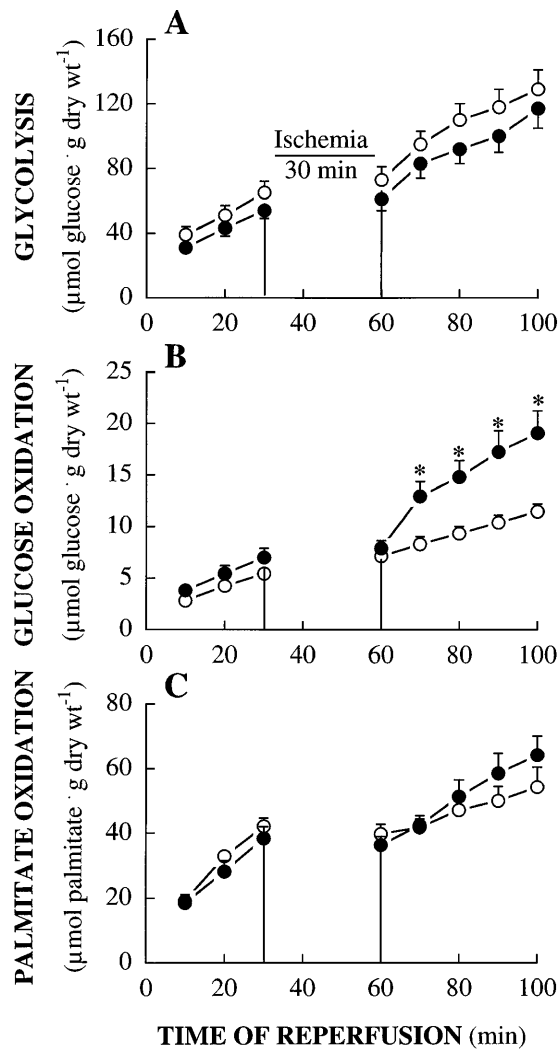 A
GLYCOLYSIS
(µmol glucose · g dry wt-1)
160
120
80
40
0
Ischemia
30 min
0 20 40 60 80 100
B
GLUCOSE OXIDATION
(µmol glucose · g dry wt-1)
25
20
15
10
5
0
* * * *
0 20 40 60 80 100
C
PALMITATE OXIDATION
(µmol palmitate · g dry wt-1)
80
60
40
20
0
0 20 40 60 80 100
TIME OF REPERFUSION (min)